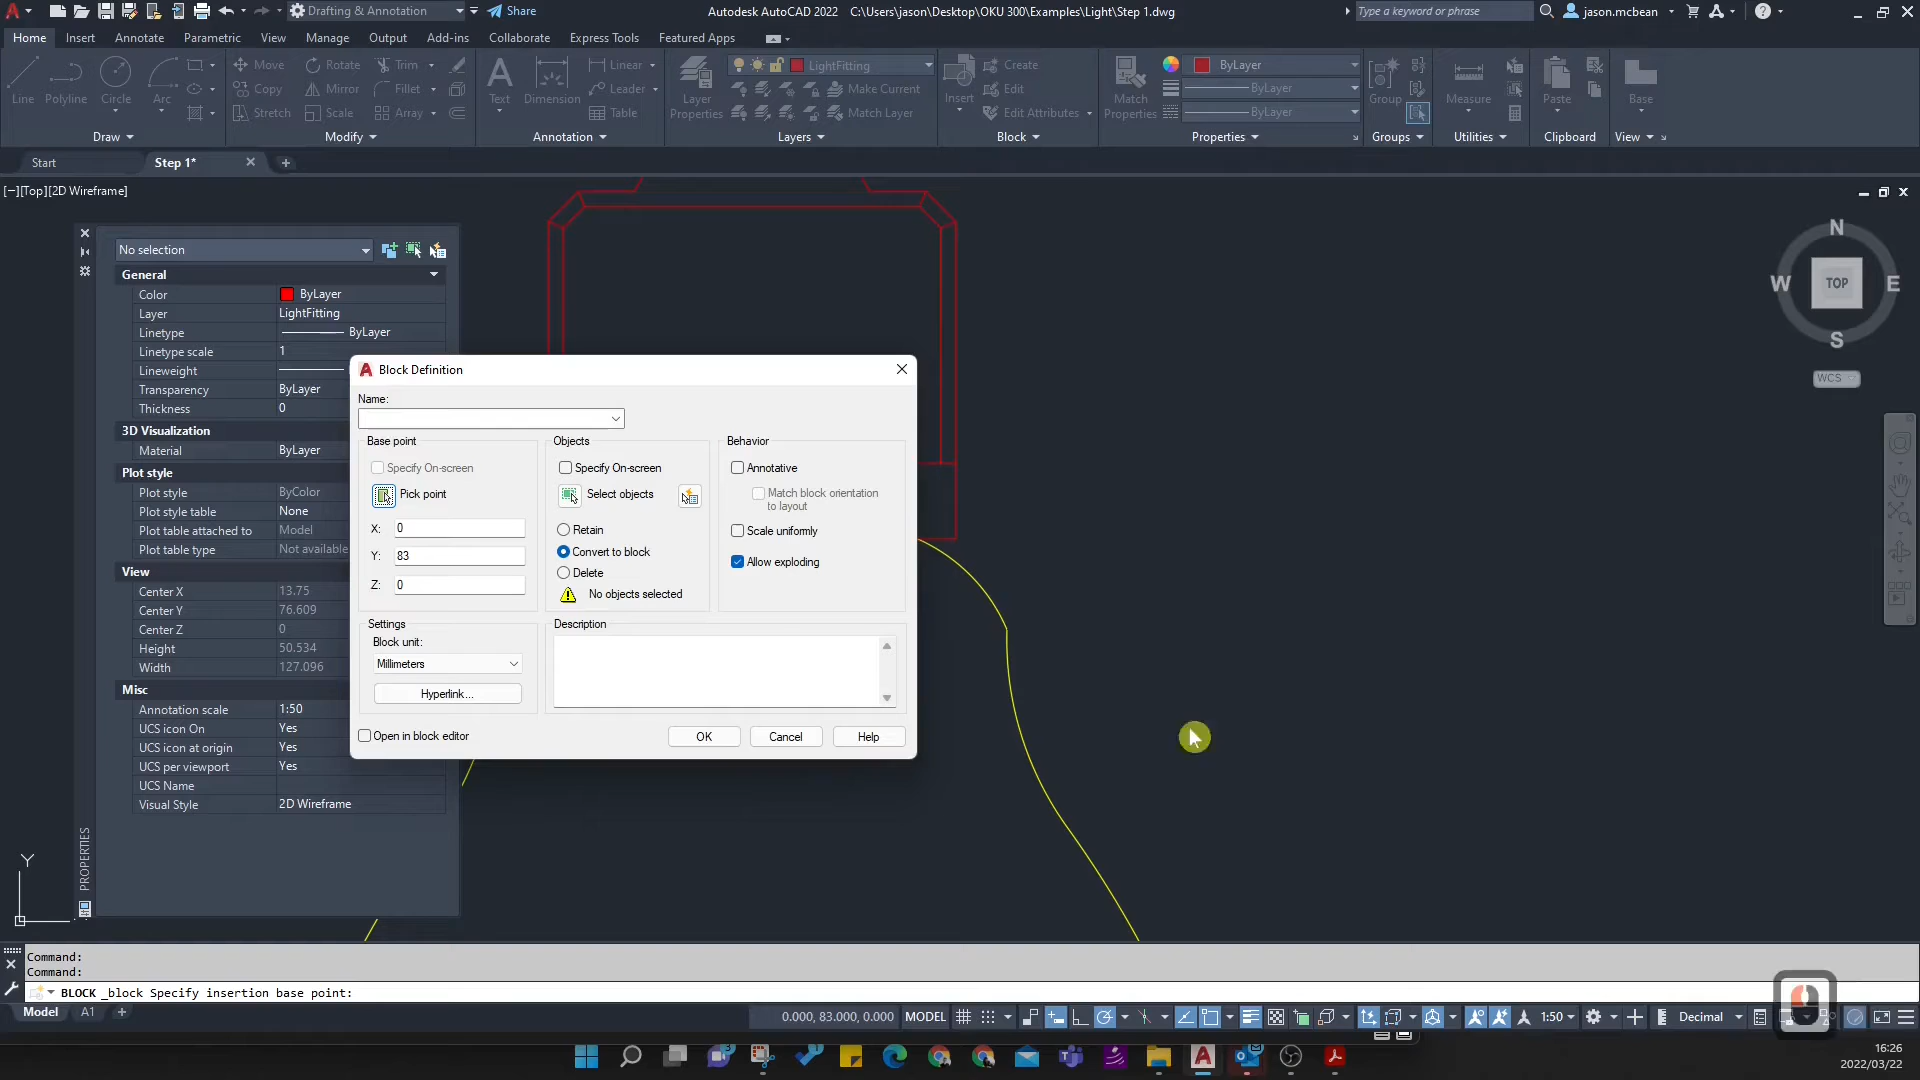 Drafting & Annotation
Share
Autodesk AutoCAD 2022 C:\Users\jason\Desktop\OKU 300\Examples\Light\Step 1.dwg
Type a keyword or phrase
jason.mcbean
Home Insert Annotate Parametric View Manage Output Add-ins Collaborate Express Tools Featured Apps
Line Polyline Circle Arc
Move Rotate Trim
Copy Mirror Fillet
Stretch Scale Array
Text Dimension
Linear
Leader
Table
Layer Properties
LightFitting
Make Current
Match Layer
Insert
Create
Edit
Edit Attributes
Match Properties
ByLayer
ByLayer
ByLayer
Group
Measure
Paste
Base
Draw Modify Annotation Layers Block Properties Groups Utilities Clipboard View
Start
Step 1*
[−][Top][2D Wireframe]
N
W TOP E
S
WCS
No selection
General
Color ByLayer
Layer LightFitting
Linetype ByLayer
Linetype scale 1
Lineweight
Transparency ByLayer
Thickness 0
3D Visualization
Material ByLayer
Plot style
Plot style ByColor
Plot style table None
Plot table attached to Model
Plot table type Not available
View
Center X 13.75
Center Y 76.609
Center Z 0
Height 50.534
Width 127.096
Misc
Annotation scale 1:50
UCS icon On Yes
UCS icon at origin Yes
UCS per viewport Yes
UCS Name
Visual Style 2D Wireframe
PROPERTIES
Block Definition
Name:
Base point
Specify On-screen
Pick point
X: 0
Y: 83
Z: 0
Objects
Specify On-screen
Select objects
Retain
Convert to block
Delete
No objects selected
Behavior
Annotative
Match block orientation
to layout
Scale uniformly
Allow exploding
Settings
Block unit:
Millimeters
Hyperlink...
Description
Open in block editor
OK Cancel Help
Y
Command:
Command:
BLOCK _block Specify insertion base point:
Model A1
0.000, 83.000, 0.000 MODEL
1:50
Decimal
16:26
2022/03/22